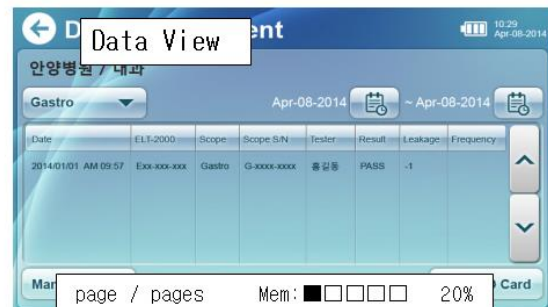 Data View
ent
10:29
Apr-08-2014
안양병원 / 내과
Gastro
Apr-08-2014
~ Apr-08-2014
Date ELT-2000 Scope Scope S/N Tester Result Leakage Frequency
2014/01/01 AM 09:57 Exx-xxx-xxx Gastro G-xxxx-xxxx 홍길동 PASS -1
Mar
page / pages Mem:■□□□□ 20%
Card